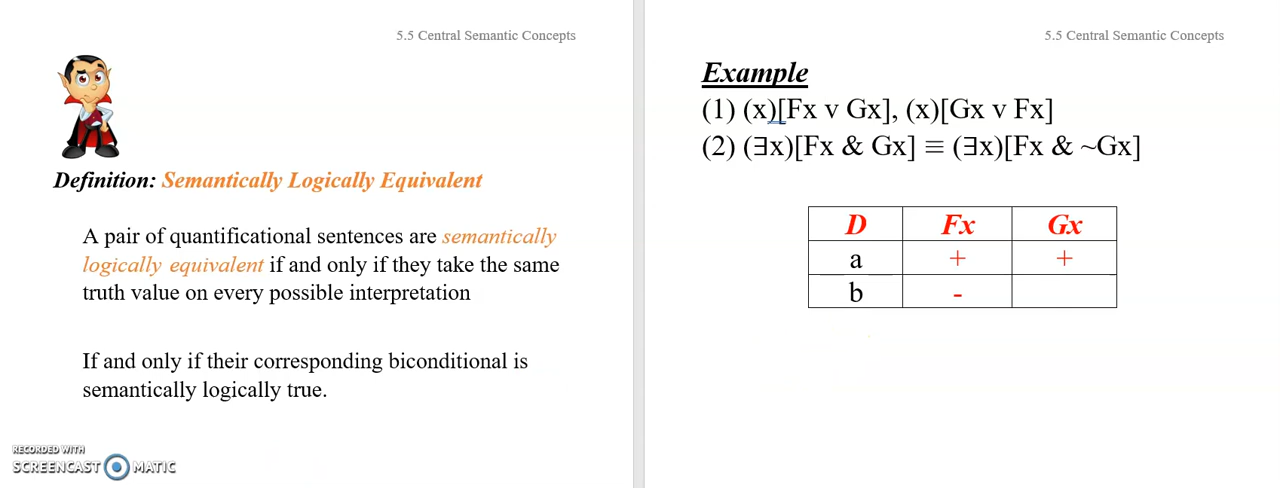 5.5 Central Semantic Concepts
Definition: Semantically Logically Equivalent
A pair of quantificational sentences are semantically
logically equivalent if and only if they take the same
truth value on every possible interpretation
If and only if their corresponding biconditional is
semantically logically true.
RECORDED WITH
SCREENCAST MATIC
5.5 Central Semantic Concepts
Example
(1) (x)[Fx v Gx], (x)[Gx v Fx]
(2) (∃x)[Fx & Gx] ≡ (∃x)[Fx & ~Gx]
D Fx Gx
a + +
b -